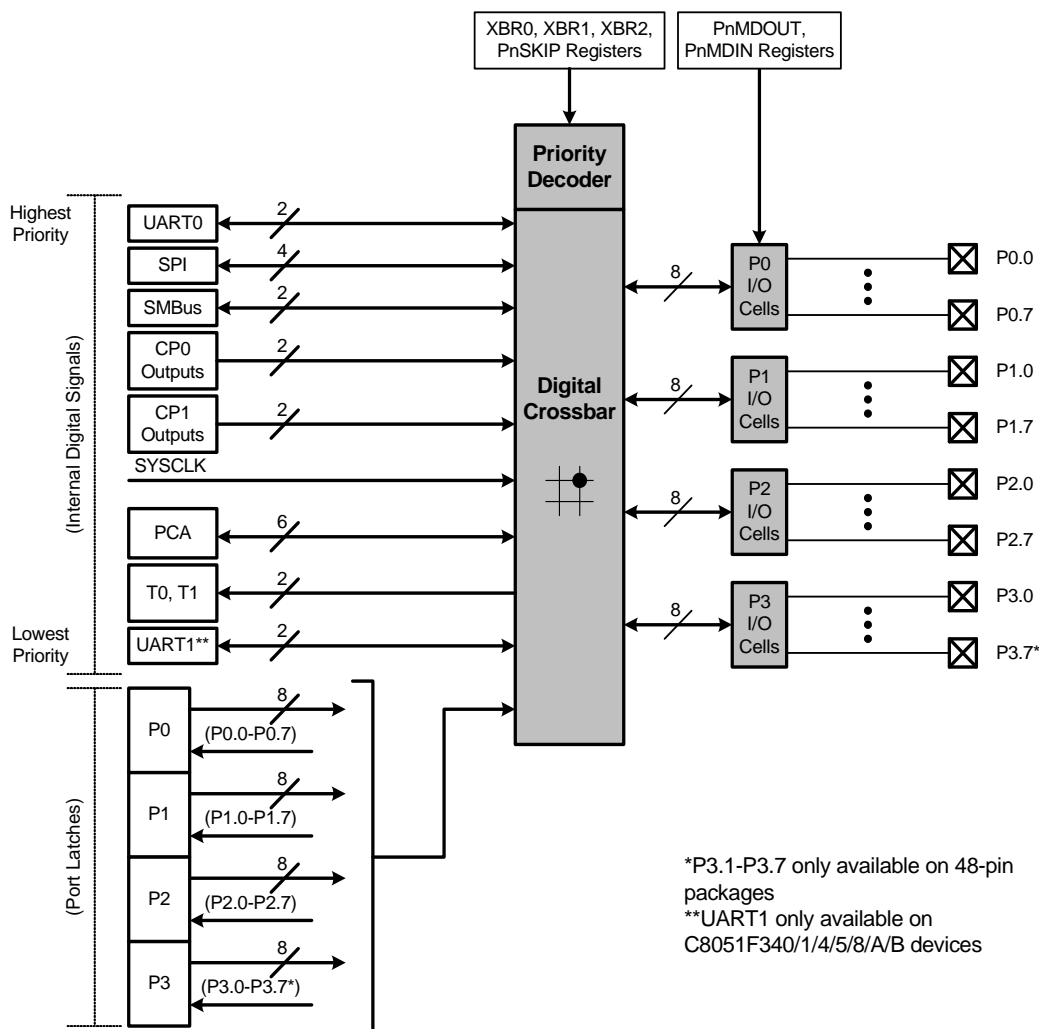 XBR0, XBR1, XBR2,
PnSKIP Registers
PnMDOUT,
PnMDIN Registers
Priority
Decoder
Highest
Priority
(Internal Digital Signals)
Lowest
Priority
UART0
2
SPI
4
SMBus
2
CP0
Outputs
2
CP1
Outputs
2
SYSCLK
PCA
6
T0, T1
2
UART1**
2
Digital
Crossbar
8
P0
I/O
Cells
P0.0
P0.7
8
P1
I/O
Cells
P1.0
P1.7
8
P2
I/O
Cells
P2.0
P2.7
8
P3
I/O
Cells
P3.0
P3.7*
(Port Latches)
P0
8
(P0.0-P0.7)
P1
8
(P1.0-P1.7)
P2
8
(P2.0-P2.7)
P3
8
(P3.0-P3.7*)
*P3.1-P3.7 only available on 48-pin
packages
**UART1 only available on
C8051F340/1/4/5/8/A/B devices